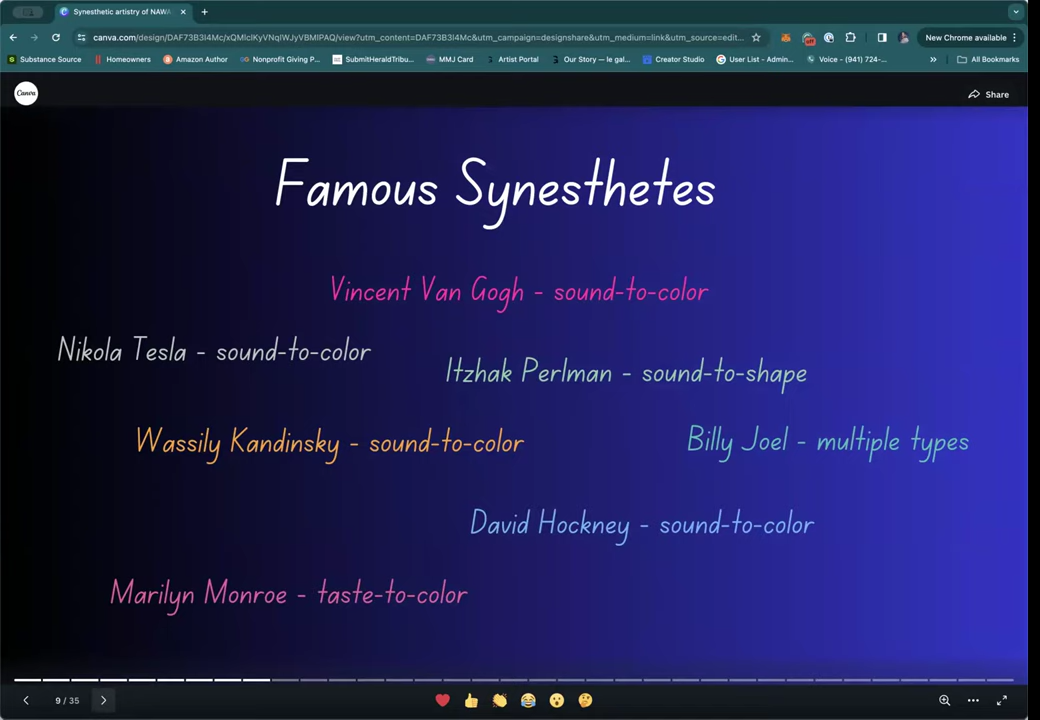 Synesthetic artistry of NAWA
canva.com/design/DAF73B3I4Mc/xQMlclKyVNqIWJyVBMlPAQ/view?utm_content=DAF73B3I4Mc&utm_campaign=designshare&utm_medium=link&utm_source=edit...
New Chrome available
Substance Source
Homeowners
Amazon Author
Nonprofit Giving P...
SubmitHeraldTribu...
MMJ Card
Artist Portal
Our Story — le gal...
Creator Studio
User List - Admin...
Voice - (941) 724-...
All Bookmarks
Canva
Share
Famous Synesthetes
Vincent Van Gogh - sound-to-color
Nikola Tesla - sound-to-color
Itzhak Perlman - sound-to-shape
Wassily Kandinsky - sound-to-color
Billy Joel - multiple types
David Hockney - sound-to-color
Marilyn Monroe - taste-to-color
9 / 35